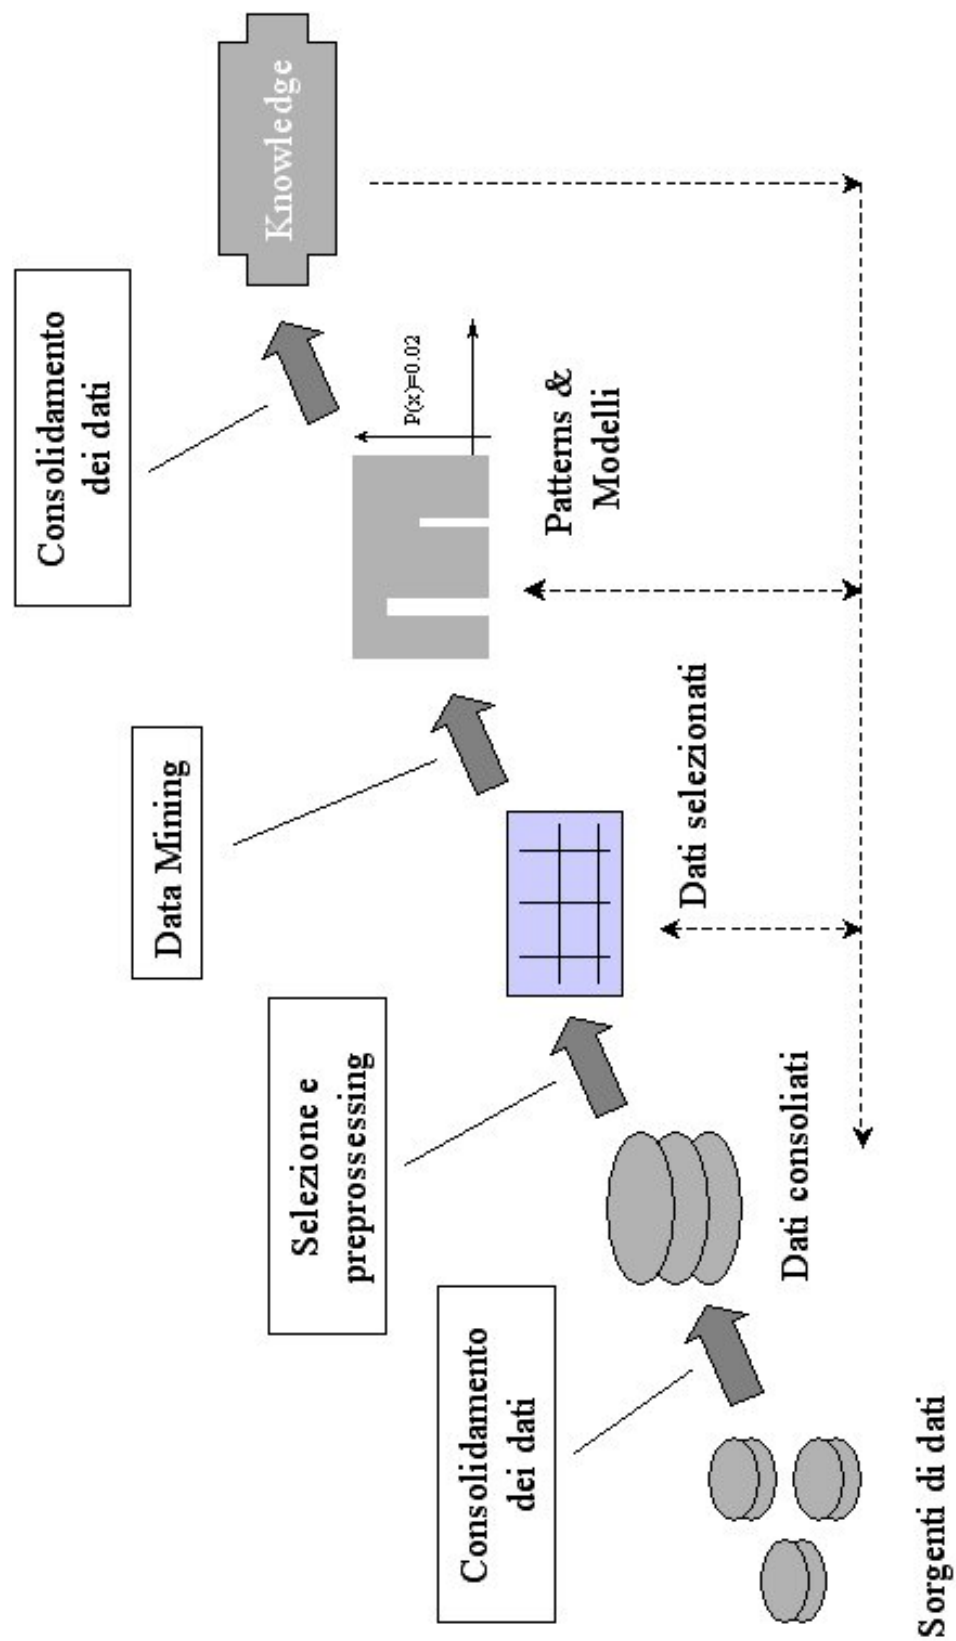 Consolidamento
dei dati
Knowledge
P(x)=0.02
Patterns &
Modelli
Data Mining
Dati selezionati
Selezione e
preprossessing
Dati consoliati
Consolidamento
dei dati
Sorgenti di dati